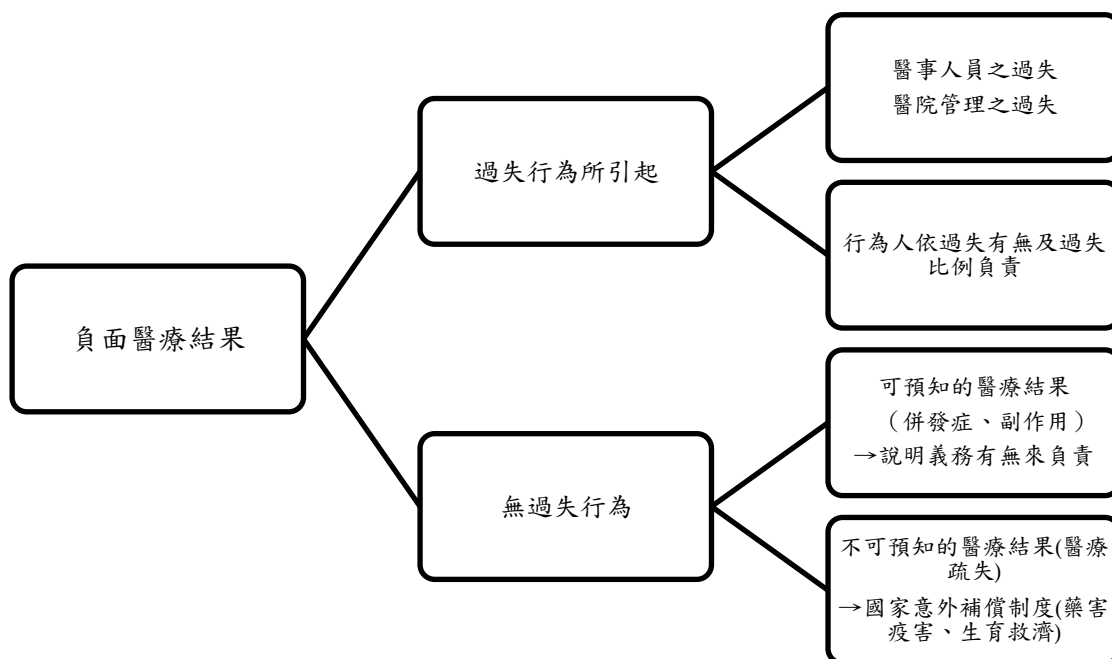 負面醫療結果
過失行為所引起
醫事人員之過失
醫院管理之過失
行為人依過失有無及過失
比例負責
無過失行為
可預知的醫療結果
（併發症、副作用）
→說明義務有無來負責
不可預知的醫療結果(醫療
疏失)
→國家意外補償制度(藥害
疫害、生育救濟)